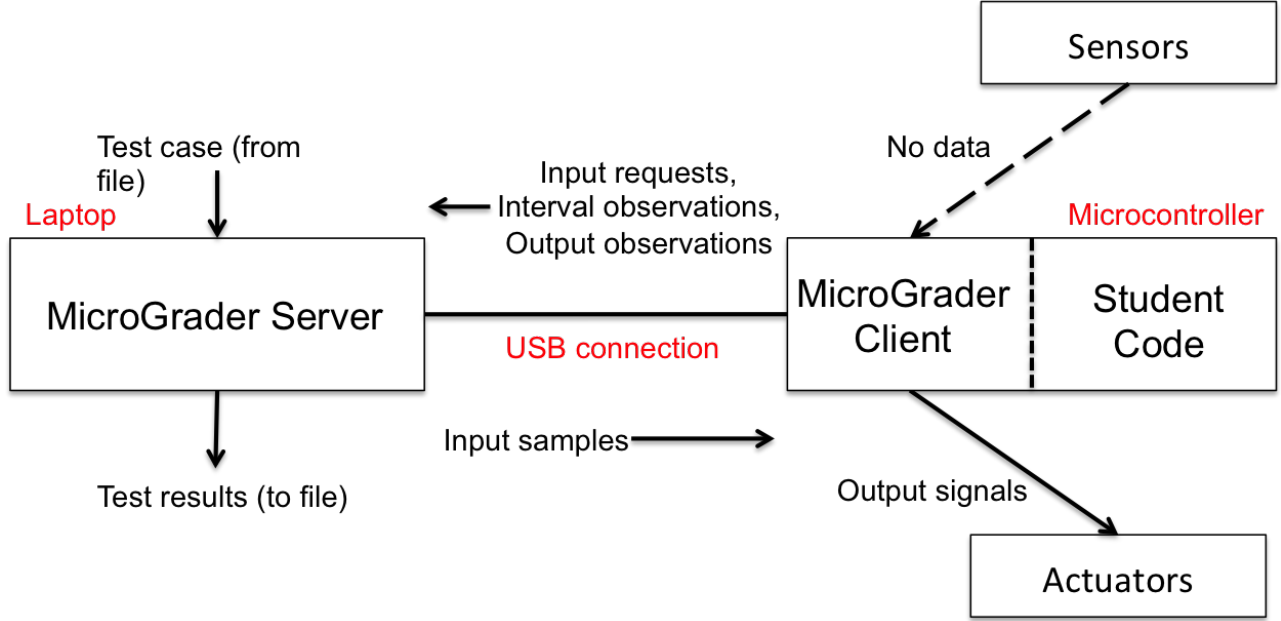 Sensors
Test case (from
file)
No data
Input requests,
Interval observations,
Output observations
Laptop
Microcontroller
MicroGrader Server
MicroGrader
Client
Student
Code
USB connection
Input samples
Test results (to file)
Output signals
Actuators